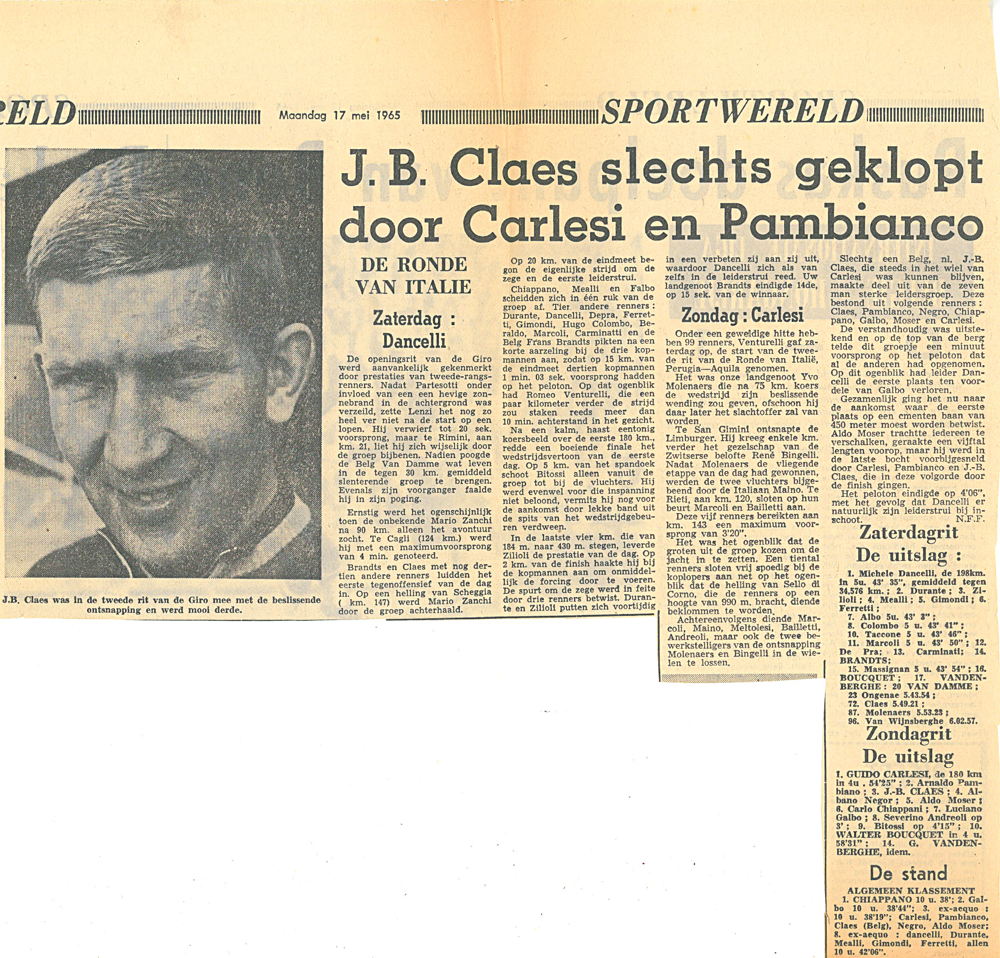 RELD
Maandag 17 mei 1965
SPORTWERELD
J.B. Claes slechts geklopt
door Carlesi en Pambianco
J.B. Claes was in de tweede rit van de Giro mee met de beslissende
ontsnapping en werd mooi derde.
DE RONDE
VAN ITALIE
Zaterdag :
Dancelli
De openingsrit van de Giro
werd aanvankelijk gekenmerkt
door prestaties van tweede-rangs-
renners. Nadat Partesotti onder
invloed van een een hevige zon-
nebrand in de achtergrond was
verzeild, zette Lenzi het nog zo
heel ver niet na de start op een
lopen. Hij verwierf tot 20 sek.
voorsprong, maar te Rimini, aan
km. 21, liet hij zich wijselijk door
de groep bijbenen. Nadien poogde
de Belg Van Damme wat leven
in de tegen 30 km. gemiddeld
slenterende groep te brengen.
Evenals zijn voorganger faalde
hij in zijn poging.
Ernstig werd het ogenschijnlijk
toen de onbekende Mario Zanchi
na 90 km. alleen het avontuur
zocht. Te Cagli (124 km.) werd
hij met een maximumvoorsprong
van 4 min. genoteerd.
Brandts en Claes met nog der-
tien andere renners luidden het
eerste tegenoffensief van de dag
in. Op een helling van Scheggia
( km. 147) werd Mario Zanchi
door de groep achterhaald.
Op 20 km. van de eindmeet be-
gon de eigenlijke strijd om de
zege en de eerste leiderstrui.
Chiappano, Mealli en Falbo
scheidden zich in één ruk van de
groep af. Tier andere renners :
Durante, Dancelli, Depra, Ferret-
ti, Gimondi, Hugo Colombo, Be-
raldo, Marcoli, Carminatti en de
Belg Frans Brandts pikten na een
korte aarzeling bij de drie kop-
mannen aan, zodat op 15 km. van
de eindmeet dertien kopmannen
1 min. 03 sek. voorsprong hadden
op het peloton. Op dat ogenblik
had Romeo Venturelli, die een
paar kilometer verder de strijd
zou staken reeds meer dan
10 min. achterstand in het gezicht.
Na een kalm, haast eentonig
koersbeeld over de eerste 180 km.,
redde een boeiende finale het
wedstrijdsvertoon van de eerste
dag. Op 5 km. van het spandoek
schoot Bitossi alleen vanuit de
groep tot bij de vluchters. Hij
werd evenwel voor die inspanning
niet beloond, vermits hij nog voor
de aankomst door lekke band uit
de spits van het wedstrijdgebeu-
ren verdween.
In de laatste vier km. die van
184 m. naar 430 m. stegen, leverde
Zilioli de prestatie van de dag. Op
2 km. van de finish haakte hij bij
de kopmannen aan om onmiddel-
lijk de forcing door te voeren.
De spurt om de zege werd in feite
door drie renners betwist. Duran-
te en Zilioli putten zich voortijdig
in een verbeten zij aan zij uit,
waardoor Dancelli zich als van
zelfs in de leiderstrui reed. Uw
landgenoot Brandts eindigde 14de,
op 15 sek. van de winnaar.
Zondag : Carlesi
Onder een geweldige hitte heb-
ben 99 renners, Venturelli gaf za-
terdag op, de start van de twee-
de rit van de Ronde van Italië,
Perugia—Aquila genomen.
Het was onze landgenoot Yvo
Molenaers die na 75 km. koers
de wedstrijd zijn beslissende
wending zou geven, ofschoon hij
daar later het slachtoffer zal van
worden.
Te San Gimini ontsnapte de
Limburger. Hij kreeg enkele km.
verder het gezelschap van de
Zwitserse belofte René Bingelli.
Nadat Molenaers de vliegende
etappe van de dag had gewonnen,
werden de twee vluchters bijge-
beend door de Italiaan Maino. Te
Rieti, aan km. 120, sloten op hun
beurt Marcoli en Bailetti aan.
Deze vijf renners bereikten aan
km. 143 een maximum voor-
sprong van 3'20".
Het was het ogenblik dat de
groten uit de groep kozen om de
jacht in te zetten. Een tiental
renners sloten vrij spoedig bij de
koplopers aan net op het ogen-
blik dat de helling van Sello di
Corno, die de renners op een
hoogte van 990 m, bracht, diende
beklommen te worden.
Achtereenvolgens diende Mar-
coli, Maino, Meltolesi, Bailletti,
Andreoli, maar ook de twee be-
werkstelligers van de ontsnapping
Molenaers en Bingelli in de wie-
len te lossen.
Slechts een Belg, nl. J.-B.
Claes, die steeds in het wiel van
Carlesi was kunnen blijven,
maakte deel uit van de zeven
man sterke leidersgroep. Deze
bestond uit volgende renners :
Claes, Pambianco, Negro, Chiap-
pano, Galbo, Moser en Carlesi.
De verstandhoudig was uitste-
kend en op de top van de berg
telde dit groepje een minuut
voorsprong op het peloton dat
al de anderen had opgenomen.
Op dit ogenblik had leider Dan-
celli de eerste plaats ten voor-
dele van Galbo verloren.
Gezamenlijk ging het nu naar
de aankomst waar de eerste
plaats op een cmenten baan van
450 meter moest worden betwist.
Aldo Moser trachtte iedereen te
verschalken, geraakte een vijftal
lengten voorop, maar hij werd in
de laatste bocht voorbijgesneld
door Carlesi, Pambianco en J.-B.
Claes, die in deze volgorde door
de finish gingen.
Het peloton eindigde op 4'06",
met het gevolg dat Dancelli er
natuurlijk zijn leiderstrui bij in-
schoot. N.F.F.
Zaterdagrit
De uitslag :
1. Michele Dancelli, de 198km.
in 5u. 43' 35", gemiddeld tegen
34,576 km. ; 2. Durante ; 3. Zi-
lioli ; 4. Mealli ; 5. Gimondi ; 6.
Ferretti ;
7. Albo 5u. 43' 3" ;
8. Colombo 5 u. 43' 41" ;
10. Taccone 5 u. 43' 46" ;
11. Marcoli 5 u. 43' 50" ; 12.
De Pra; 13. Carminati; 14.
BRANDTS;
15. Massignan 5 u. 43' 54" ; 16.
BOUCQUET ; 17. VANDEN-
BERGHE : 20 VAN DAMME ;
23 Ongenae 5.43.54 ;
72. Claes 5.49.21 ;
87. Molenaers 5.53.23 ;
96. Van Wijnsberghe 6.02.57.
Zondagrit
De uitslag
1. GUIDO CARLESI, de 180 km
in 4u . 54'25" ; 2. Arnaldo Pam-
biano ; 3. J.-B. CLAES ; 4. Al-
bano Negor ; 5. Aldo Moser ;
6. Carlo Chiappani ; 7. Luciano
Galbo ; 8. Severino Andreoli op
3' ; 9. Bitossi op 4'15" ; 10.
WALTER BOUCQUET in 4 u.
58'31" ; 14. G. VANDEN-
BERGHE, idem.
De stand
ALGEMEEN KLASSEMENT
1. CHIAPPANO 10 u. 38'; 2. Gal-
bo 10 u. 38'44"; 3. ex-aequo :
10 u. 38'19"; Carlesi, Pambianco,
Claes (Belg), Negro, Aldo Moser;
8. ex-aequo : dancelli, Durante,
Mealli, Gimondi, Ferretti, allen
10 u. 42'06".